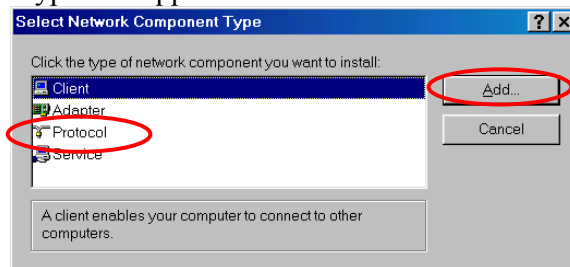 Select Network Component Type
? ×
Click the type of network component you want to install:
Client
Adapter
Protocol
Service
Add...
Cancel
A client enables your computer to connect to other
computers.